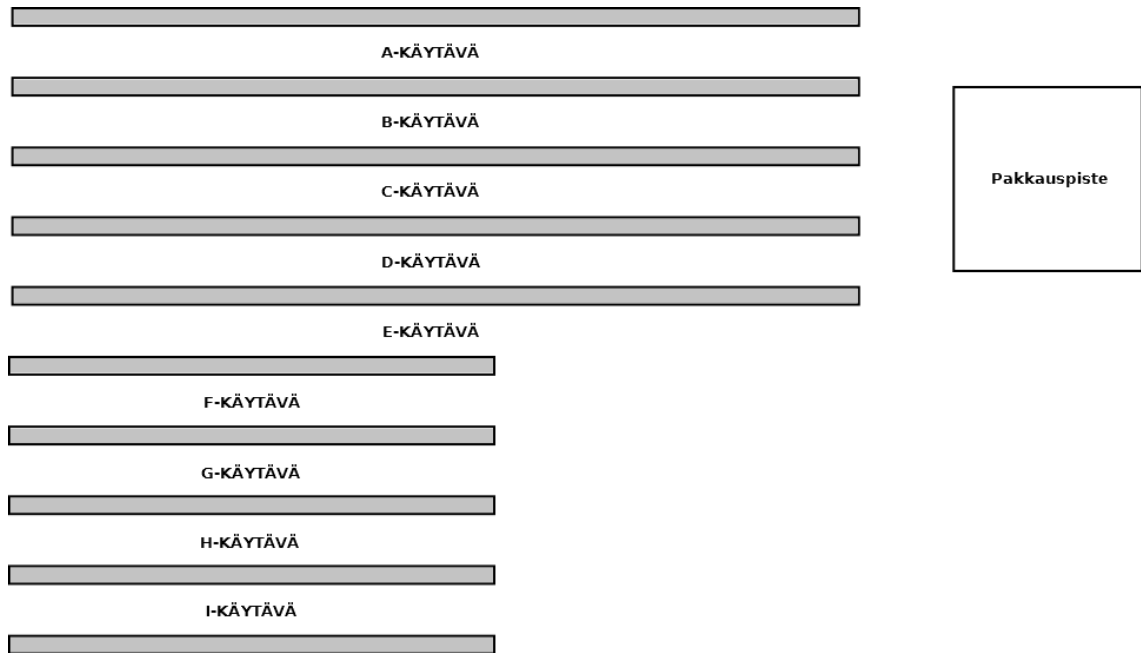 A-KÄYTÄVÄ
B-KÄYTÄVÄ
Pakkauspiste
C-KÄYTÄVÄ
D-KÄYTÄVÄ
E-KÄYTÄVÄ
F-KÄYTÄVÄ
G-KÄYTÄVÄ
H-KÄYTÄVÄ
I-KÄYTÄVÄ